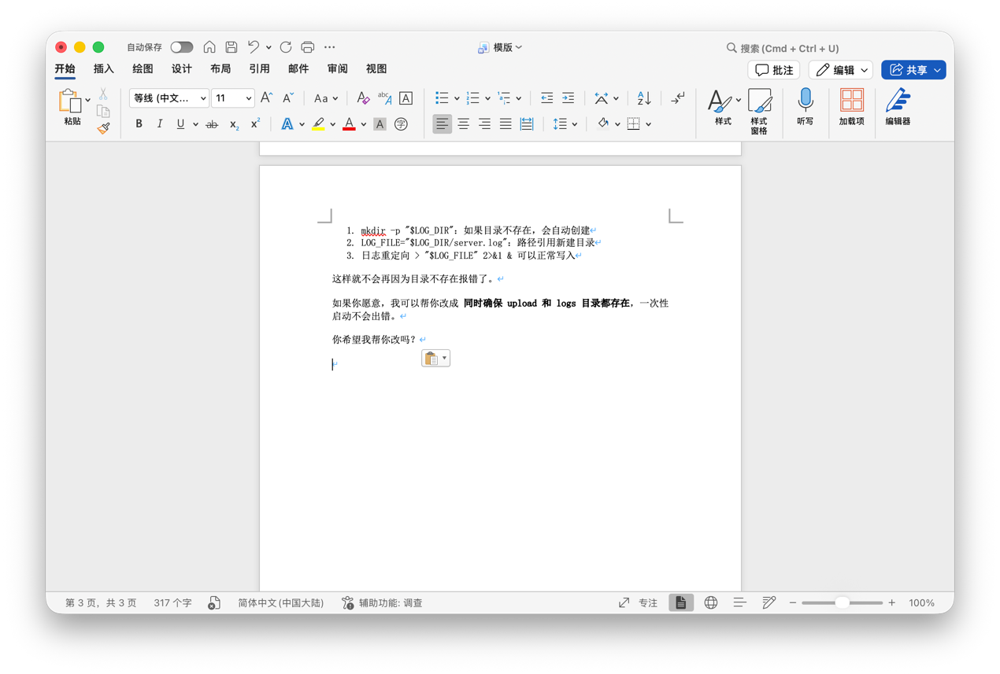 自动保存
模版
搜索 (Cmd + Ctrl + U)
开始 插入 绘图 设计 布局 引用 邮件 审阅 视图
批注 编辑 共享
粘贴
等线 (中文... 11
Aa
样式
样式
窗格
听写
加载项
编辑器
1. mkdir -p "$LOG_DIR"：如果目录不存在，会自动创建↵
2. LOG_FILE="$LOG_DIR/server.log"：路径引用新建目录↵
3. 日志重定向 > "$LOG_FILE" 2>&1 & 可以正常写入↵
这样就不会再因为目录不存在报错了。↵
如果你愿意，我可以帮你改成 同时确保 upload 和 logs 目录都存在，一次性
启动不会出错。↵
你希望我帮你改吗？↵
↵
第 3 页，共 3 页 317 个字 简体中文 (中国大陆) 辅助功能: 调查 专注 100%